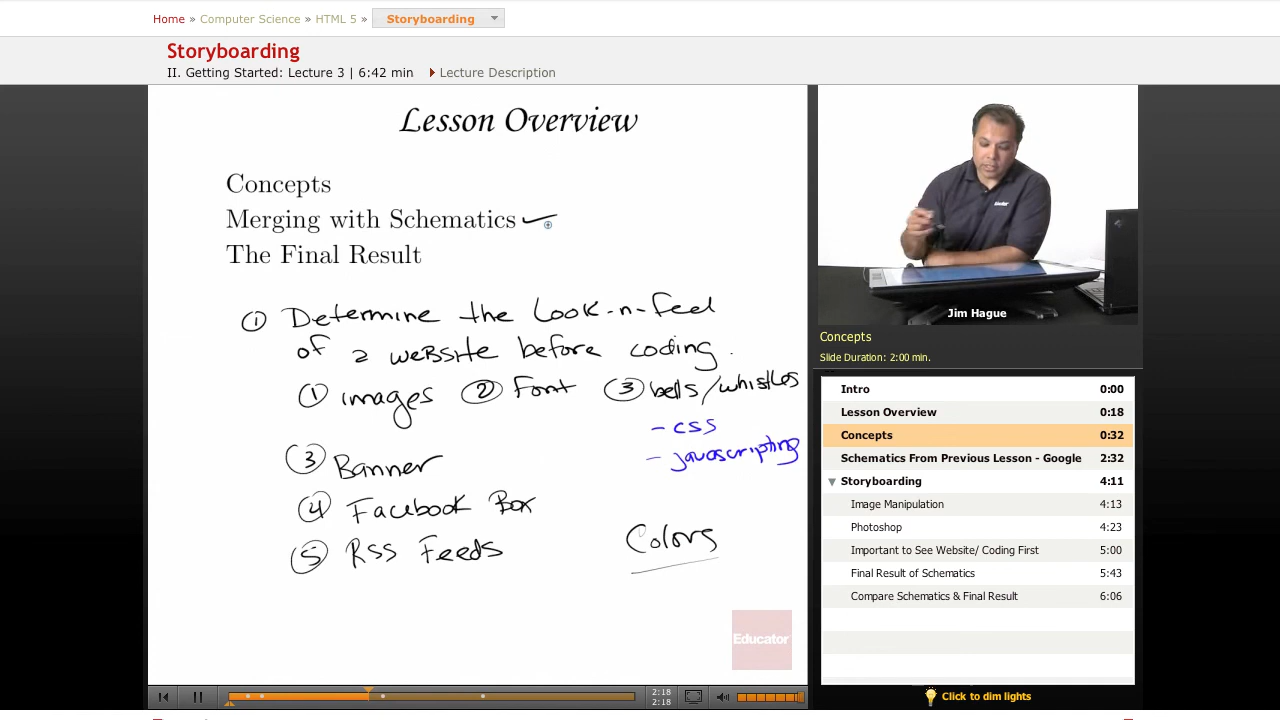 Home » Computer Science » HTML 5 » Storyboarding
Storyboarding
II. Getting Started: Lecture 3 | 6:42 min Lecture Description
Lesson Overview
Concepts
Merging with Schematics
The Final Result
① Determine the Look-n-feel
of a website before coding.
① images ② Font ③ bells/whistles
- css
- javascripting
③ Banner
④ Facebook Box
⑤ RSS Feeds
Colors
Educator
2:18
2:18
Jim Hague
Concepts
Slide Duration: 2:00 min.
Intro 0:00
Lesson Overview 0:18
Concepts 0:32
Schematics From Previous Lesson - Google 2:32
Storyboarding 4:11
Image Manipulation 4:13
Photoshop 4:23
Important to See Website/ Coding First 5:00
Final Result of Schematics 5:43
Compare Schematics & Final Result 6:06
Click to dim lights